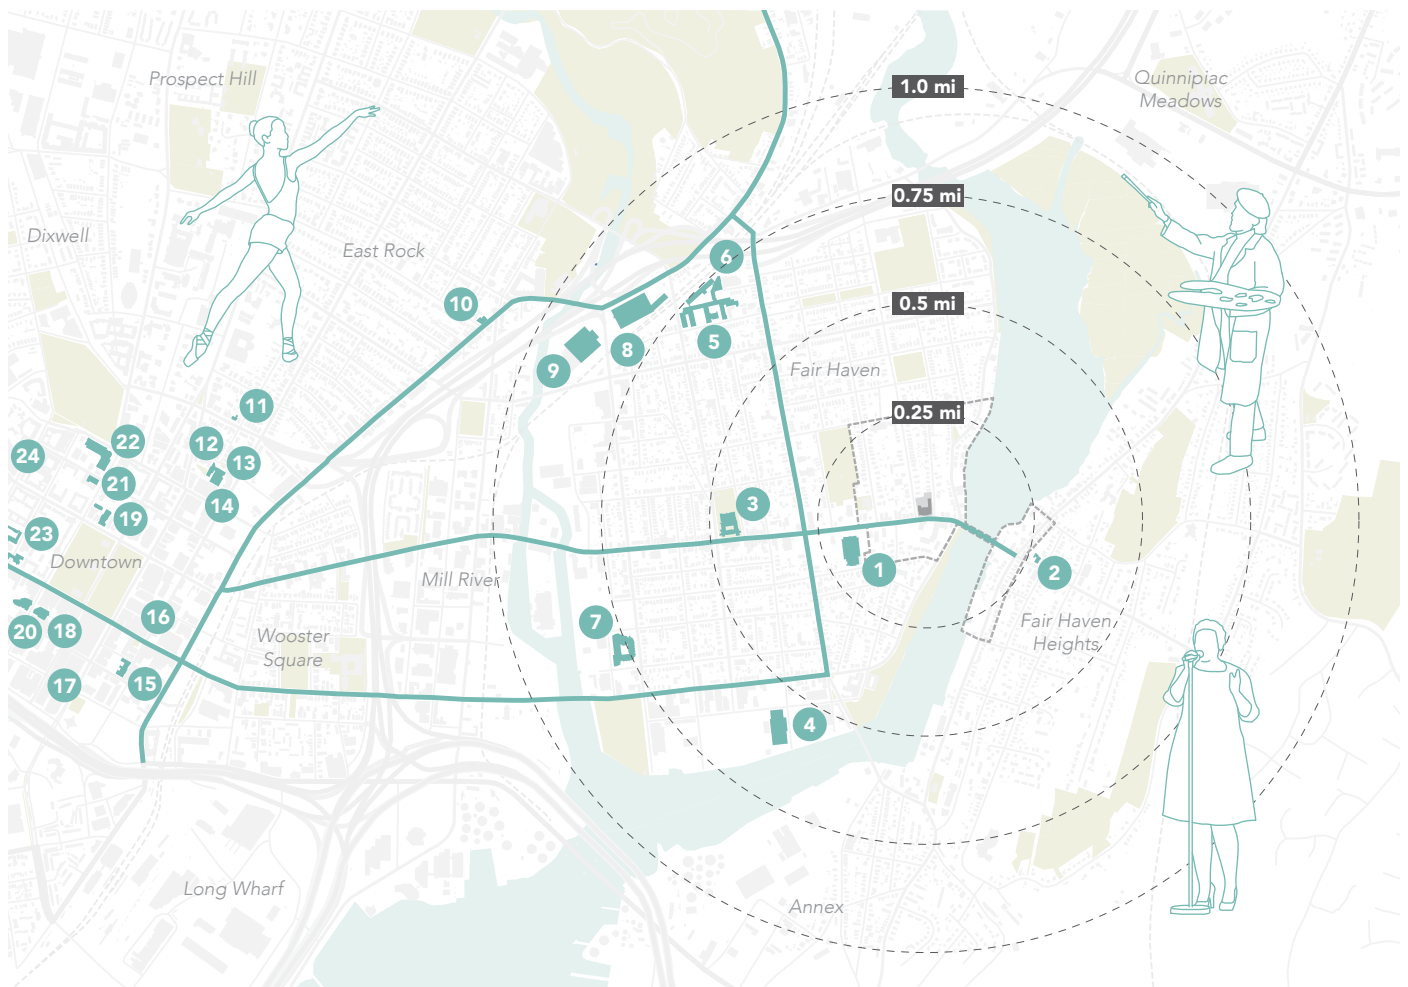 Prospect Hill
1.0 mi
Quinnipiac
Meadows
0.75 mi
Dixwell
East Rock
6
10
0.5 mi
5
8
9
Fair Haven
11
0.25 mi
22
12
24
13
21
14
3
19
23
Downtown
1
2
Mill River
16
7
20
18
Wooster
Square
Fair Haven
Heights
17
15
4
Long Wharf
Annex